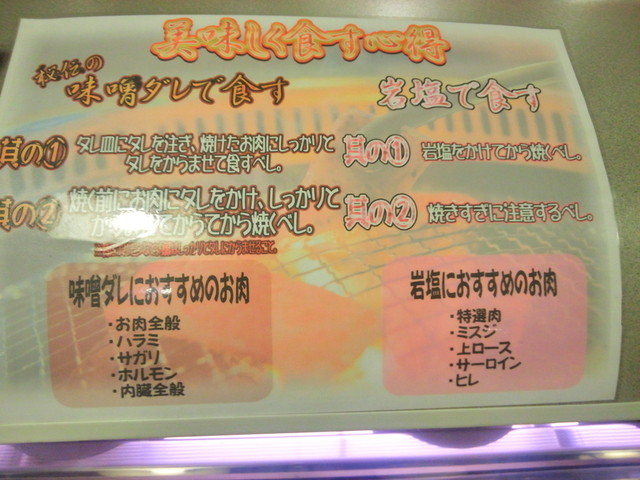 美味しく食す心得
秘伝の
味噌ダレで食す
其の①
タレ皿にタレを注ぎ、焼けたお肉にしっかりと
タレをからませて食すべし。
其の②
焼く前にお肉にタレをかけ、しっかりと
てから焼くべし。
味噌ダレにおすすめのお肉
・お肉全般
・ハラミ
・サガリ
・ホルモン
・内臓全般
岩塩で食す
其の①
岩塩をかけてから焼くべし。
其の②
焼きすぎに注意するべし。
岩塩におすすめのお肉
・特選肉
・ミスジ
・上ロース
・サーロイン
・ヒレ